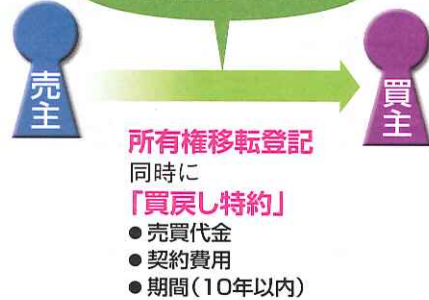 売主
買主
所有権移転登記
同時に
「買戻し特約」
●売買代金
●契約費用
●期間(10年以内)